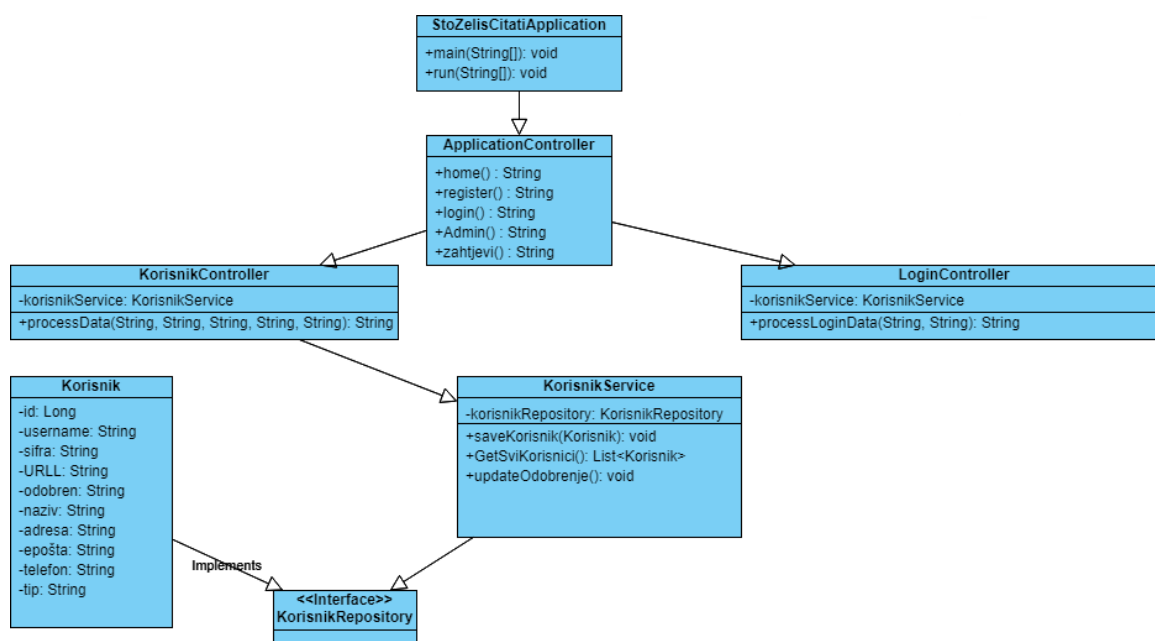 StoZelisCitatiApplication
+main(String[]): void
+run(String[]): void
ApplicationController
+home() : String
+register() : String
+login() : String
+Admin() : String
+zahtjevi() : String
KorisnikController
-korisnikService: KorisnikService
+processData(String, String, String, String, String): String
LoginController
-korisnikService: KorisnikService
+processLoginData(String, String): String
Korisnik
-id: Long
-username: String
-sifra: String
-URLL: String
-odobren: String
-naziv: String
-adresa: String
-epošta: String
-telefon: String
-tip: String
KorisnikService
-korisnikRepository: KorisnikRepository
+saveKorisnik(Korisnik): void
+GetSviKorisnici(): List<Korisnik>
+updateOdobrenje(): void
Implements
<<Interface>>
KorisnikRepository